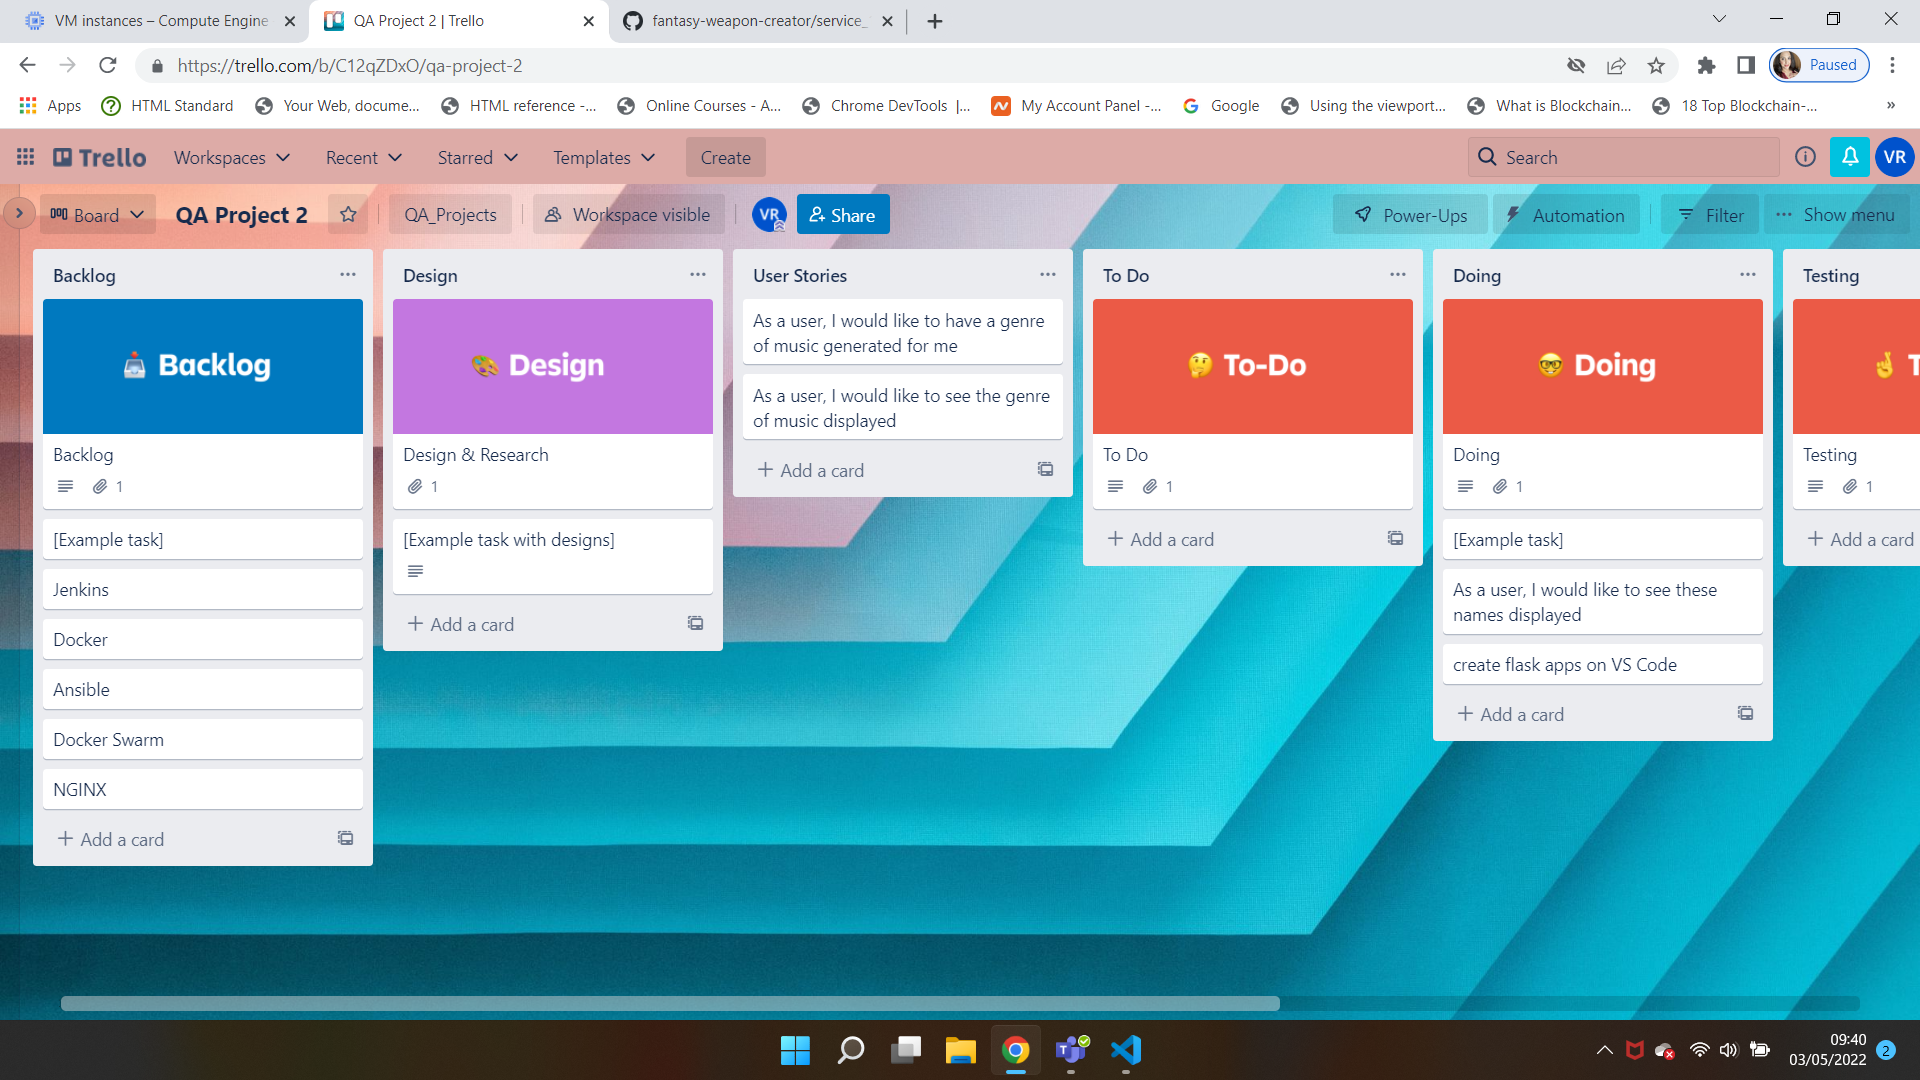 VM instances – Compute Engine
QA Project 2 | Trello
fantasy-weapon-creator/service_
https://trello.com/b/C12qZDxO/qa-project-2
Paused
Apps
HTML Standard
Your Web, docume...
HTML reference -...
Online Courses - A...
Chrome DevTools |...
My Account Panel -...
Google
Using the viewport...
What is Blockchain...
18 Top Blockchain-...
»
Trello
Workspaces
Recent
Starred
Templates
Create
Search
VR
Board
QA Project 2
QA_Projects
Workspace visible
VR
Share
Power-Ups
Automation
Filter
Show menu
Backlog
Backlog
Backlog
1
[Example task]
Jenkins
Docker
Ansible
Docker Swarm
NGINX
+ Add a card
Design
Design
Design & Research
1
[Example task with designs]
+ Add a card
User Stories
As a user, I would like to have a genre
of music generated for me
As a user, I would like to see the genre
of music displayed
+ Add a card
To Do
To-Do
To Do
1
+ Add a card
Doing
Doing
Doing
1
[Example task]
As a user, I would like to see these
names displayed
create flask apps on VS Code
+ Add a card
Testing
T
Testing
1
+ Add a card
09:40
03/05/2022
2